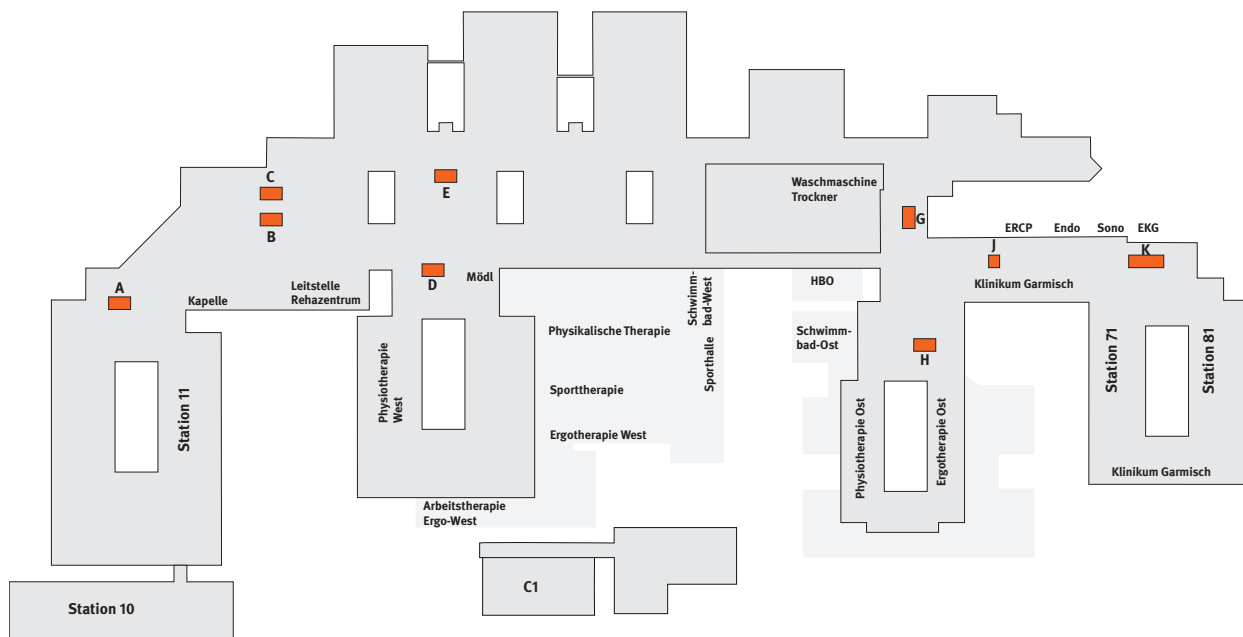 Waschmaschine
Trockner
C
E
B
G
ERCP
Endo
Sono
EKG
J
K
A
Kapelle
Leitstelle
Rehazentrum
D
Mödl
HBO
Klinikum Garmisch
Schwimm-
bad-West
Physikalische Therapie
Schwimm-
bad-Ost
H
Sporthalle
Station 71
Station 81
Physiotherapie
West
Sporttherapie
Station 11
Ergotherapie West
Physiotherapie Ost
Ergotherapie Ost
Klinikum Garmisch
Arbeitstherapie
Ergo-West
C1
Station 10